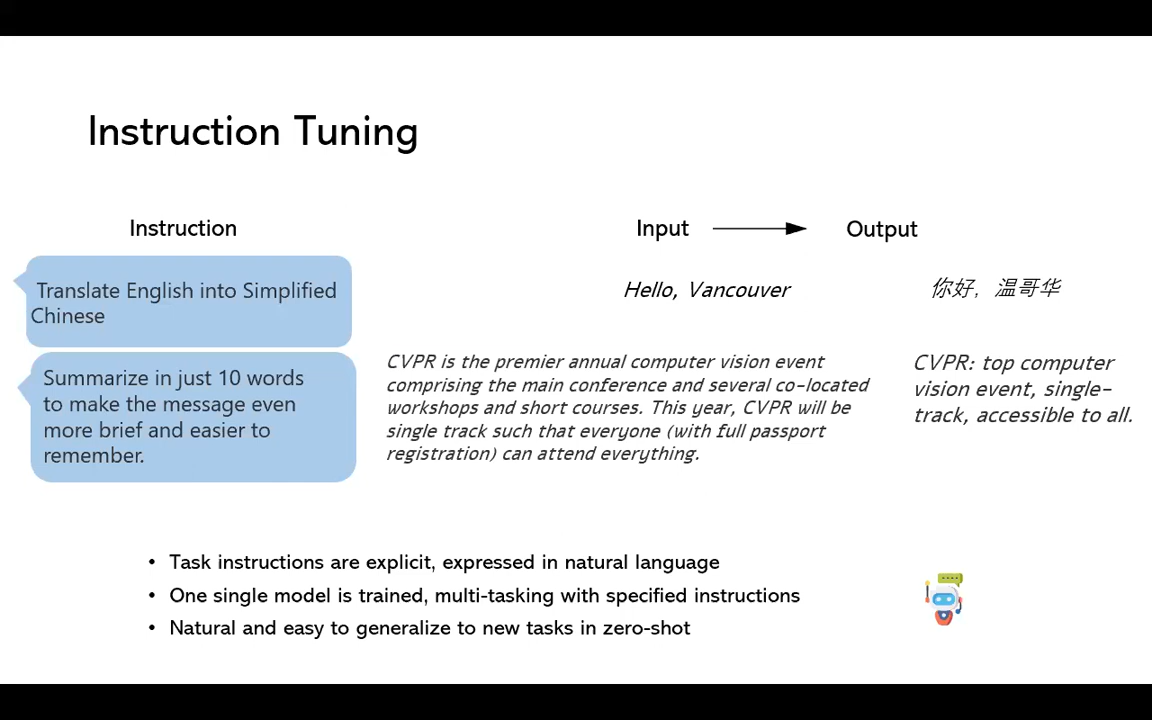 Instruction Tuning
Instruction
Input
Output
Translate English into Simplified
Chinese
Hello, Vancouver
你好，温哥华
Summarize in just 10 words
to make the message even
more brief and easier to
remember.
CVPR is the premier annual computer vision event
comprising the main conference and several co-located
workshops and short courses. This year, CVPR will be
single track such that everyone (with full passport
registration) can attend everything.
CVPR: top computer
vision event, single-
track, accessible to all.
• Task instructions are explicit, expressed in natural language
• One single model is trained, multi-tasking with specified instructions
• Natural and easy to generalize to new tasks in zero-shot